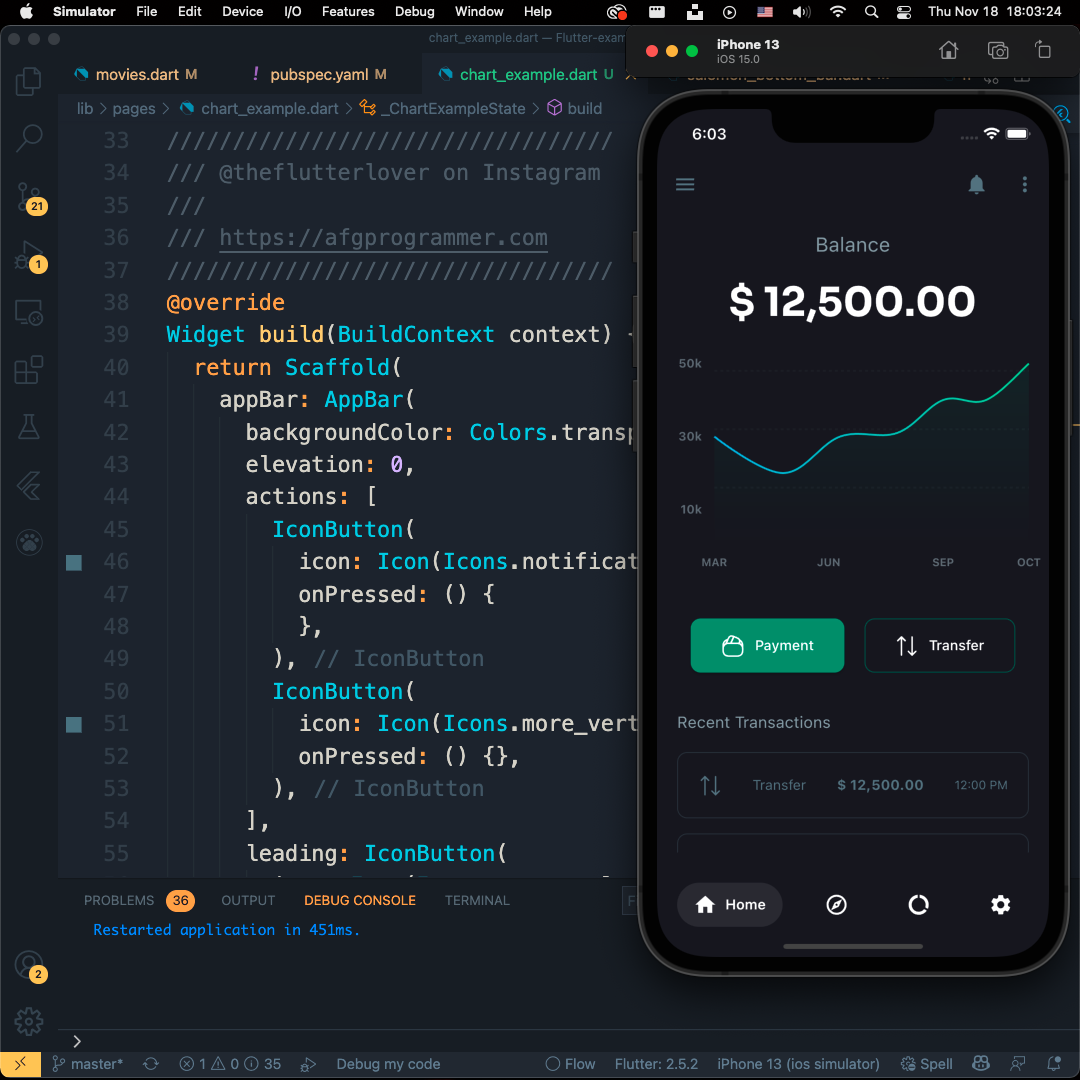 Simulator File Edit Device I/O Features Debug Window Help Thu Nov 18 18:03:24
chart_example.dart — Flutter-exam
movies.dart M ! pubspec.yaml M chart_example.dart U
lib > pages > chart_example.dart > _ChartExampleState > build
33 //////////////////////////////////
34 /// @theflutterlover on Instagram
35 ///
36 /// https://afgprogrammer.com
37 //////////////////////////////////
38 @override
39 Widget build(BuildContext context) {
40 return Scaffold(
41 appBar: AppBar(
42 backgroundColor: Colors.transp
43 elevation: 0,
44 actions: [
45 IconButton(
46 icon: Icon(Icons.notificat
47 onPressed: () {
48 },
49 ), // IconButton
50 IconButton(
51 icon: Icon(Icons.more_vert
52 onPressed: () {},
53 ), // IconButton
54 ],
55 leading: IconButton(
21
1
2
PROBLEMS 36 OUTPUT DEBUG CONSOLE TERMINAL
Restarted application in 451ms.
>
master* 1 0 35 Debug my code Flow Flutter: 2.5.2 iPhone 13 (ios simulator) Spell
iPhone 13
iOS 15.0
6:03
Balance
$ 12,500.00
50k
30k
10k
MAR JUN SEP OCT
Payment Transfer
Recent Transactions
Transfer $ 12,500.00 12:00 PM
Home